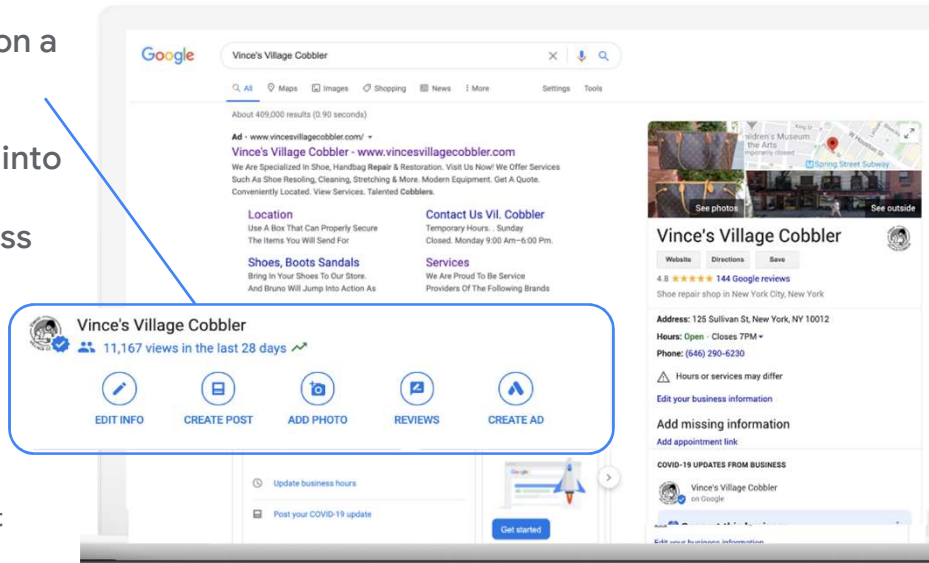 on a
into
ss
t
Google
Vince's Village Cobbler
All Maps Images Shopping News More Settings Tools
About 409,000 results (0.90 seconds)
Ad · www.vincesvillagecobbler.com/
Vince's Village Cobbler - www.vincesvillagecobbler.com
We Are Specialized In Shoe, Handbag Repair & Restoration. Visit Us Now! We Offer Services
Such As Shoe Resoling, Cleaning, Stretching & More. Modern Equipment. Get A Quote.
Conveniently Located. View Services. Talented Cobblers.
Location
Use A Box That Can Properly Secure
The Items You Will Send For
Contact Us Vil. Cobbler
Temporary Hours. . Sunday
Closed. Monday 9:00 Am–6:00 Pm.
Shoes, Boots Sandals
Bring In Your Shoes To Our Store.
And Bruno Will Jump Into Action As
Services
We Are Proud To Be Service
Providers Of The Following Brands
Vince's Village Cobbler
11,167 views in the last 28 days
EDIT INFO CREATE POST ADD PHOTO REVIEWS CREATE AD
Update business hours
Post your COVID-19 update
Get started
Museum
the Arts
Spring Street Subway
See photos
See outside
Vince's Village Cobbler
Website Directions Save
4.8 144 Google reviews
Shoe repair shop in New York City, New York
Address: 125 Sullivan St, New York, NY 10012
Hours: Open · Closes 7PM
Phone: (646) 290-6230
Hours or services may differ
Edit your business information
Add missing information
Add appointment link
COVID-19 UPDATES FROM BUSINESS
Vince's Village Cobbler
on Google
Edit your business information